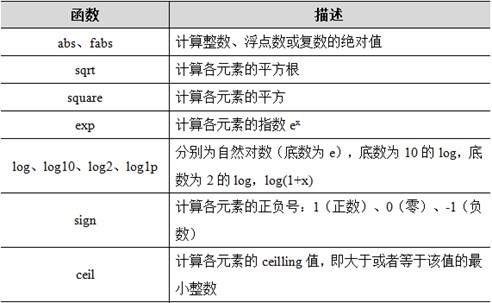 函数 描述
abs、fabs 计算整数、浮点数或复数的绝对值
sqrt 计算各元素的平方根
square 计算各元素的平方
exp 计算各元素的指数 eˣ
log、log10、log2、log1p 分别为自然对数（底数为 e），底数为 10 的 log，底
数为 2 的 log，log(1+x)
sign 计算各元素的正负号：1（正数）、0（零）、-1（负
数）
ceil 计算各元素的 ceilling 值，即大于或者等于该值的最
小整数